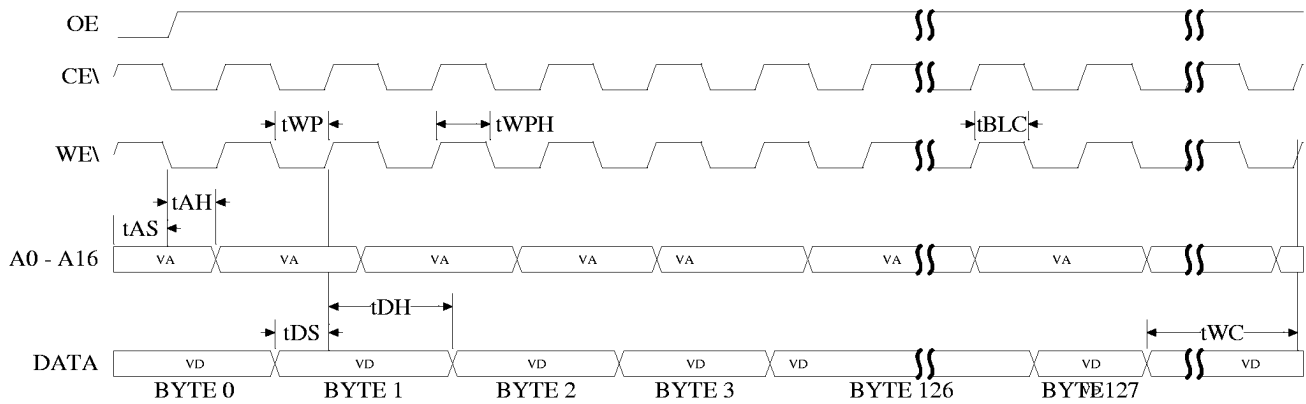 OE
CE\
tWP tWPH tBLC
WE\
tAH
tAS
A0 - A16 VA VA VA VA VA VA VA
tDH
tDS tWC
DATA VD VD VD VD VD VD VD
BYTE 0 BYTE 1 BYTE 2 BYTE 3 BYTE 126 BYTE127